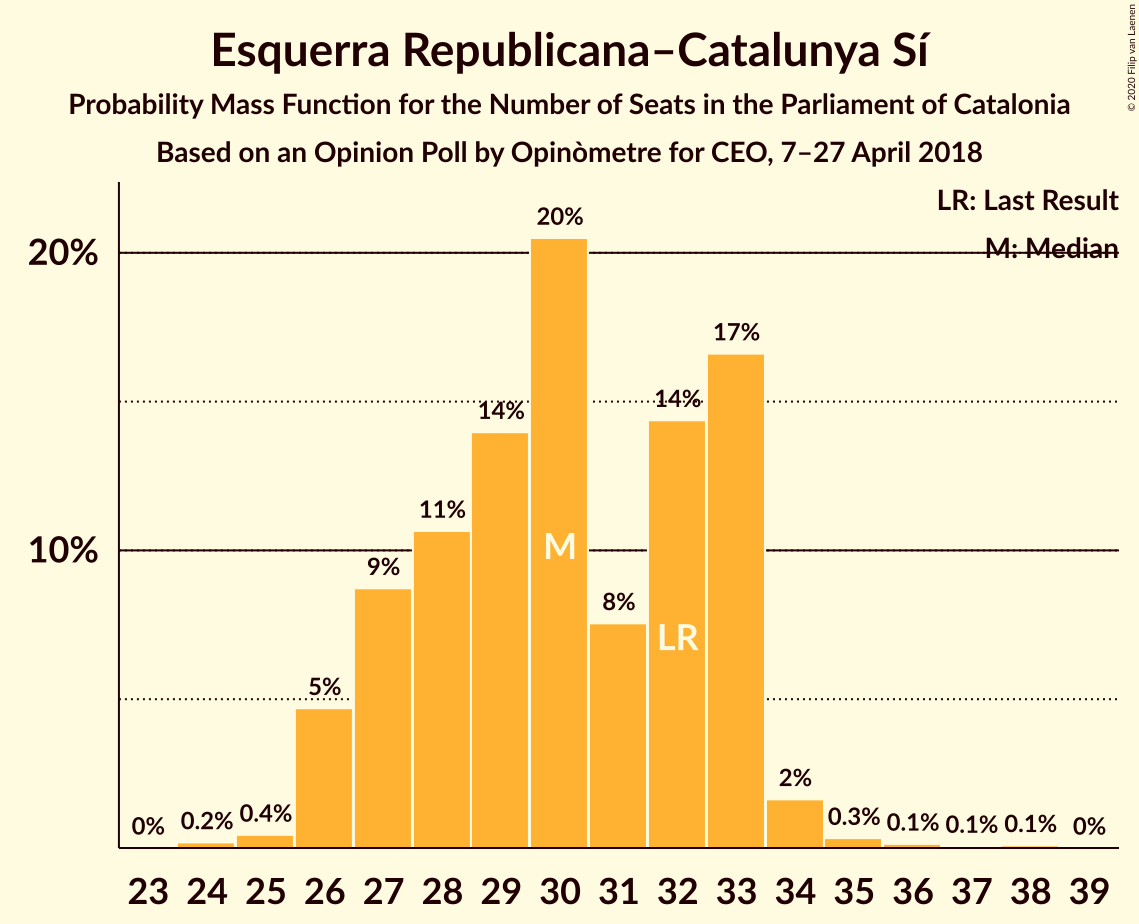 Esquerra Republicana–Catalunya Sí
Probability Mass Function for the Number of Seats in the Parliament of Catalonia
Based on an Opinion Poll by Opinòmetre for CEO, 7–27 April 2018
© 2020 Filip van Laenen
LR: Last Result
M: Median
20%
10%
0% 0.2% 0.4% 5% 9% 11% 14% 20% 8% 14% 17% 2% 0.3% 0.1% 0.1% 0.1% 0%
M
LR
23 24 25 26 27 28 29 30 31 32 33 34 35 36 37 38 39